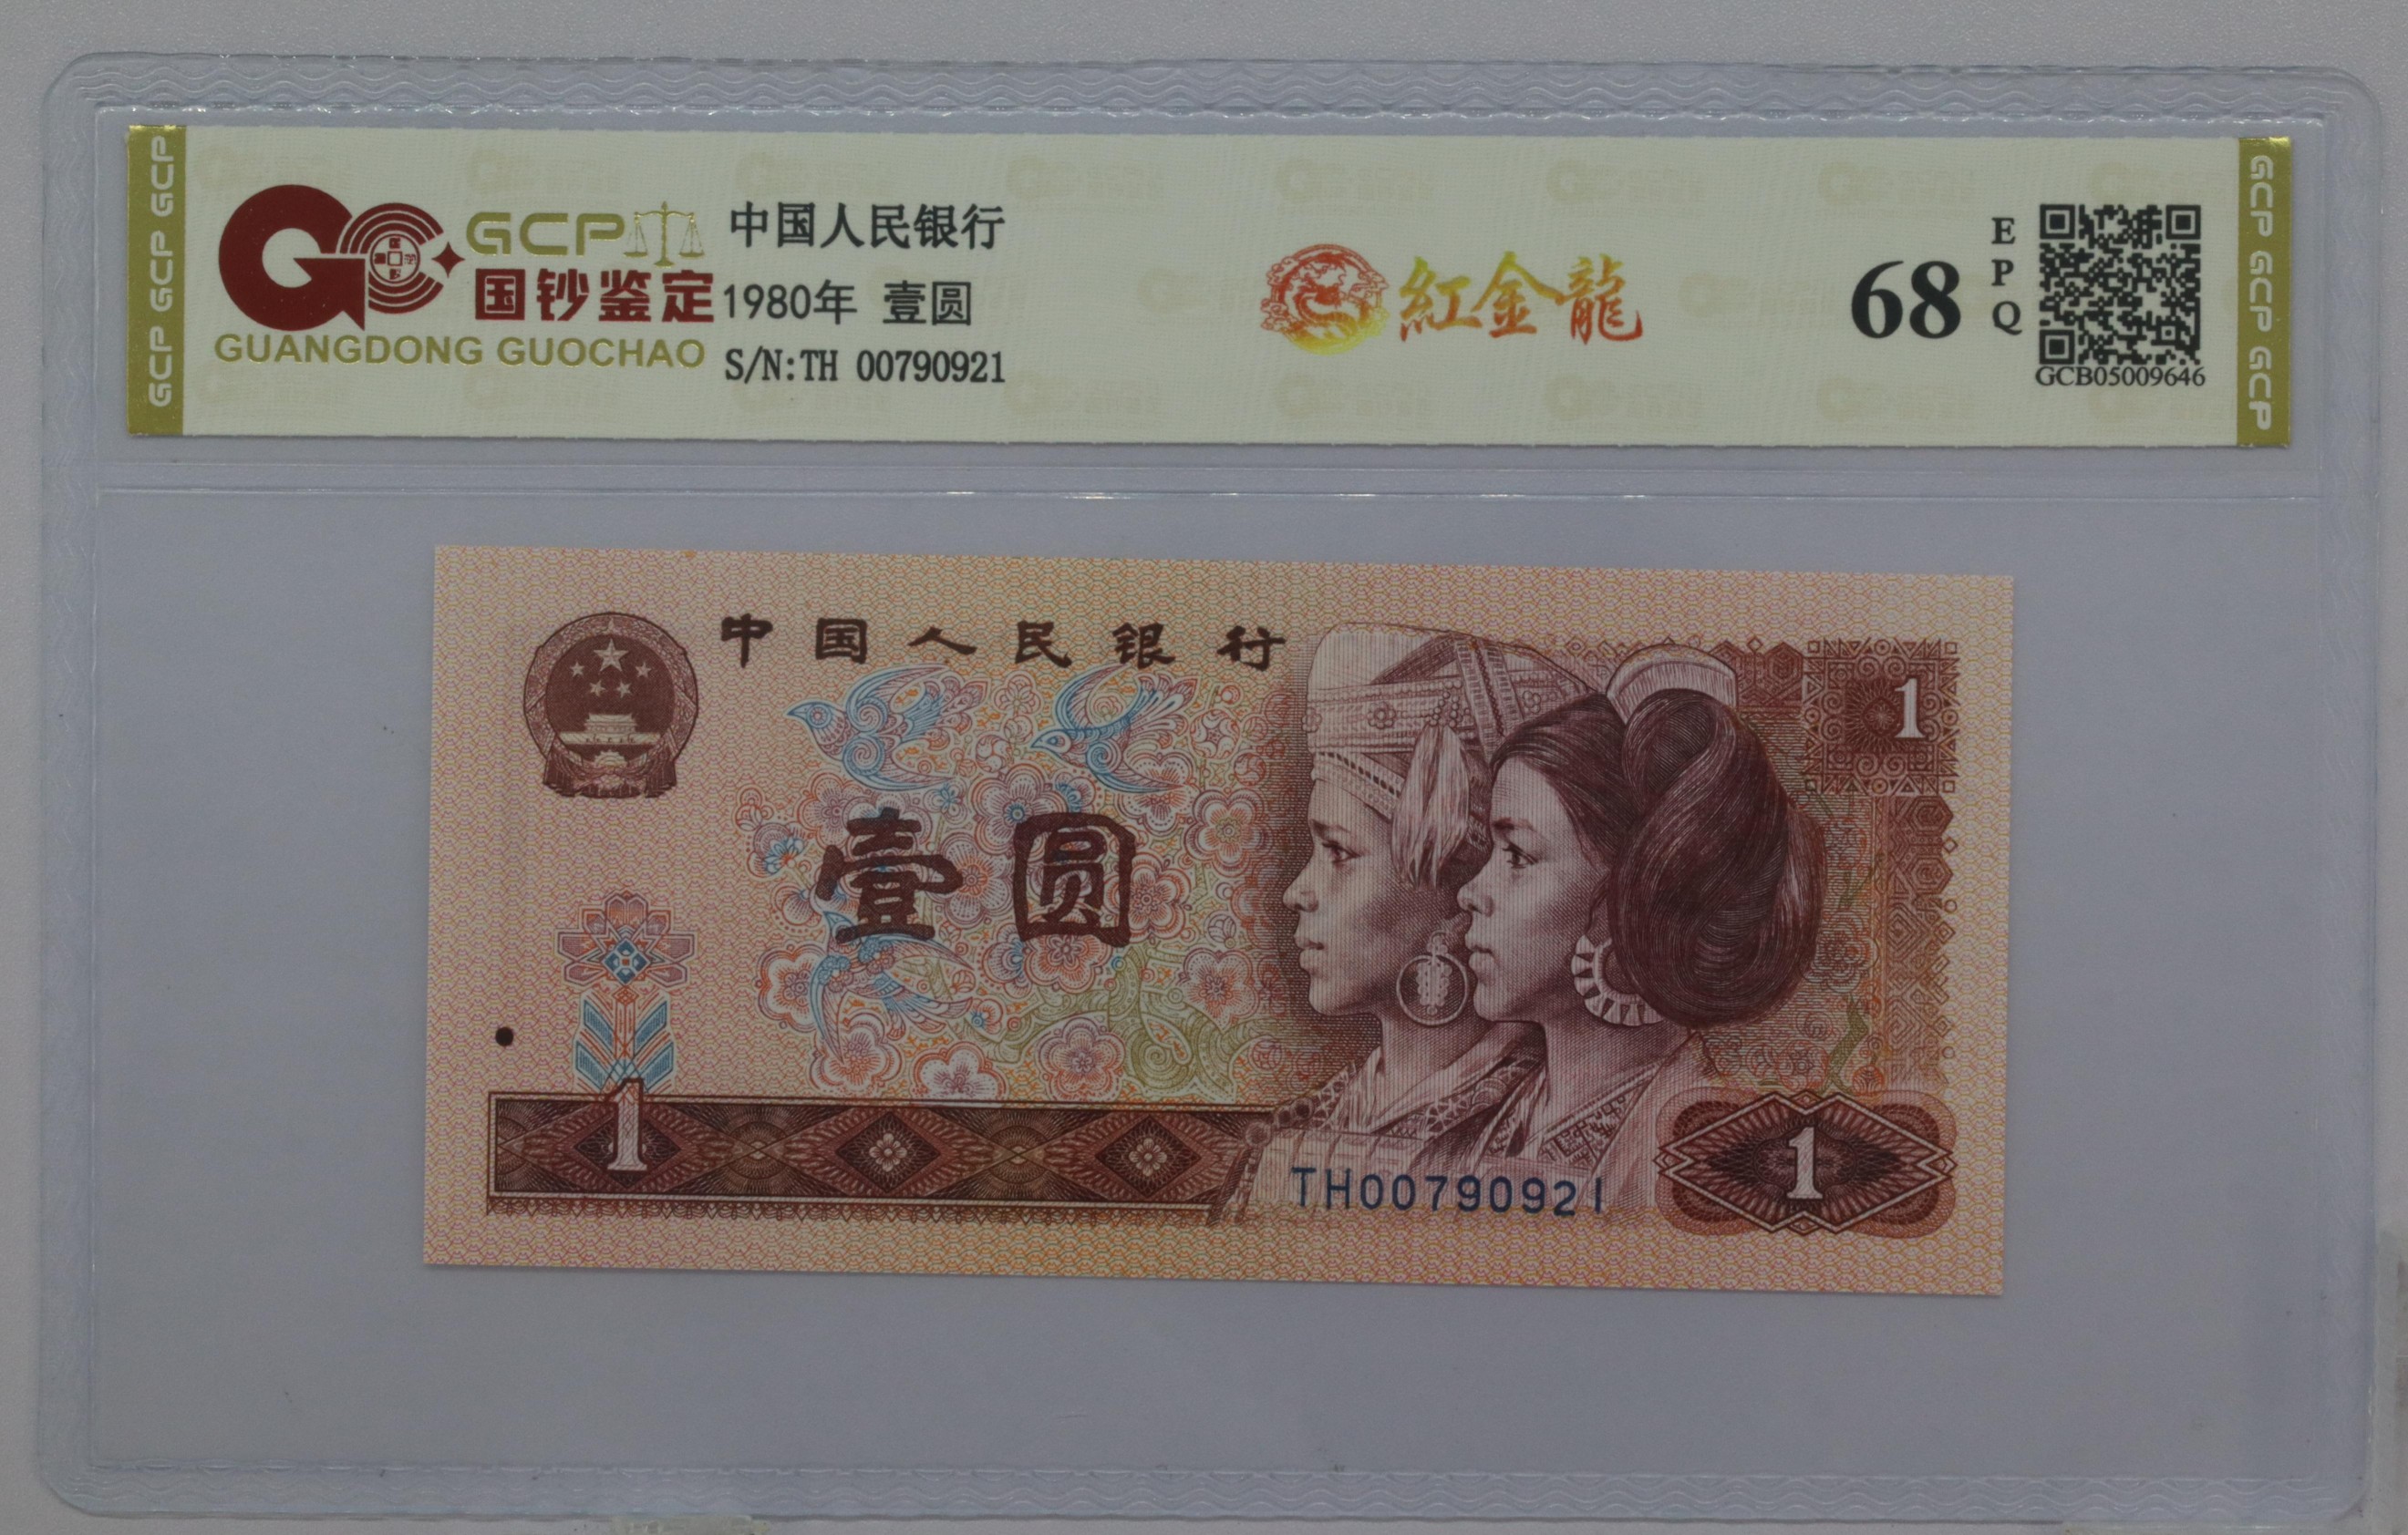 GCP GCP GCP
GCP
国钞鉴定
GUANGDONG GUOCHAO
中国人民银行
1980年 壹圆
S/N:TH 00790921
紅金龍
68
EPQ
GCB05009646
GCP GCP GCP
中国人民银行
1
壹圆
1
TH00790921
1